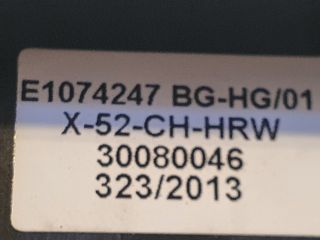 E1074247 BG-HG/01
X-52-CH-HRW
30080046
323/2013